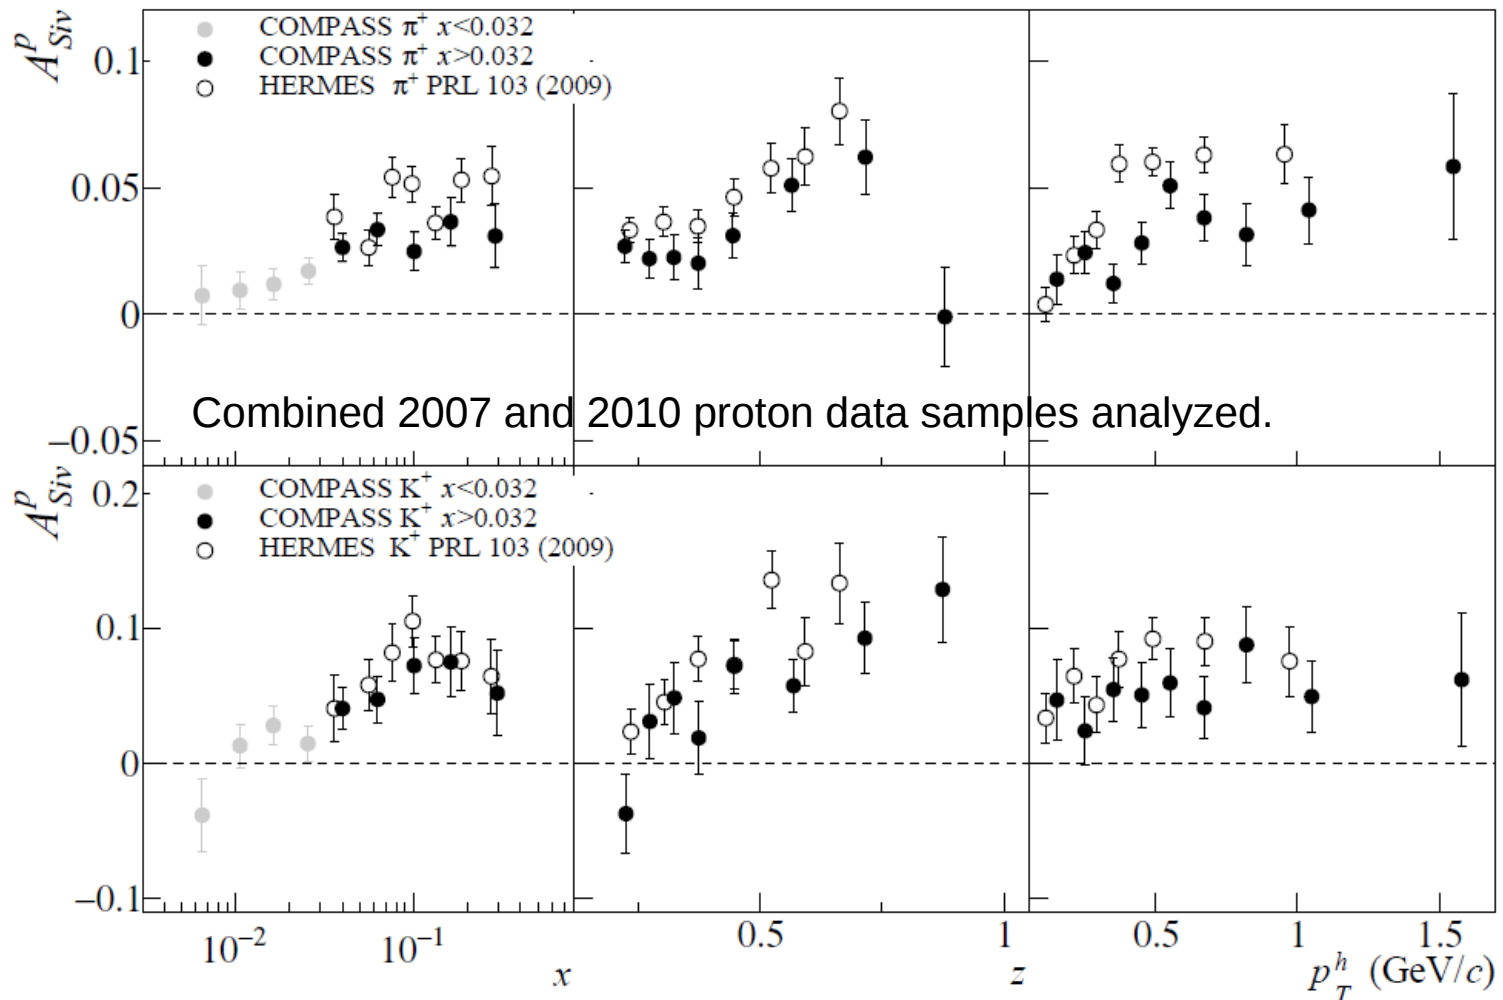 COMPASS π⁺ x<0.032
COMPASS π⁺ x>0.032
HERMES π⁺ PRL 103 (2009)
A^p_Siv
0.1
0.05
0
−0.05
Combined 2007 and 2010 proton data samples analyzed.
COMPASS K⁺ x<0.032
COMPASS K⁺ x>0.032
HERMES K⁺ PRL 103 (2009)
A^p_Siv
0.2
0.1
0
−0.1
10⁻² 10⁻¹ 0.5 1 0.5 1 1.5
x z p_T^h (GeV/c)